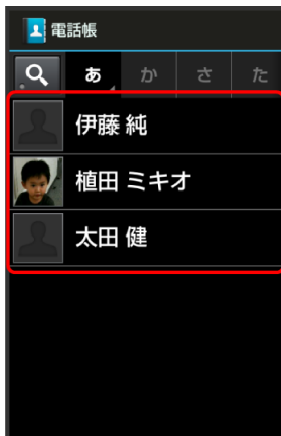 電話帳
あ か さ た
伊藤 純
植田 ミキオ
太田 健